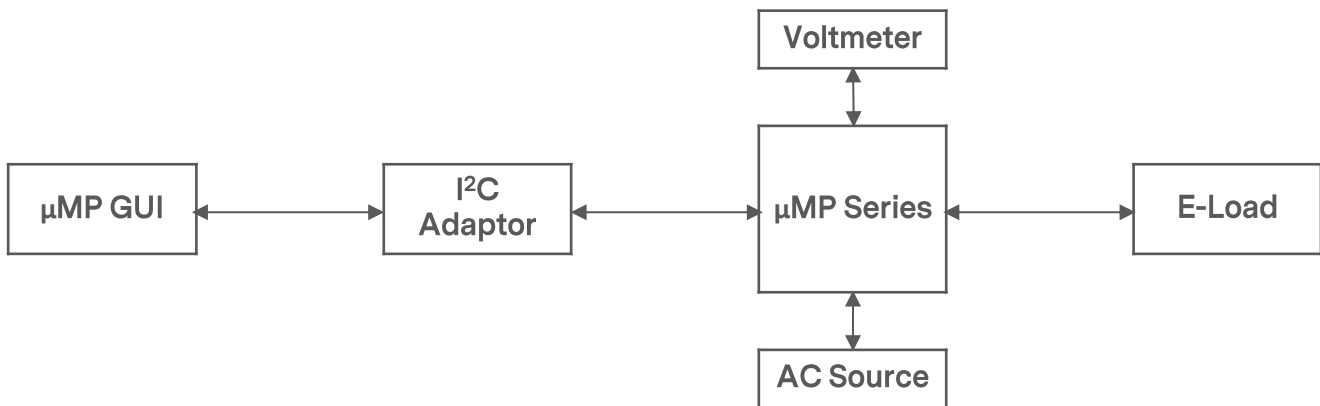 Voltmeter
μMP GUI
I²C
Adaptor
μMP Series
E-Load
AC Source